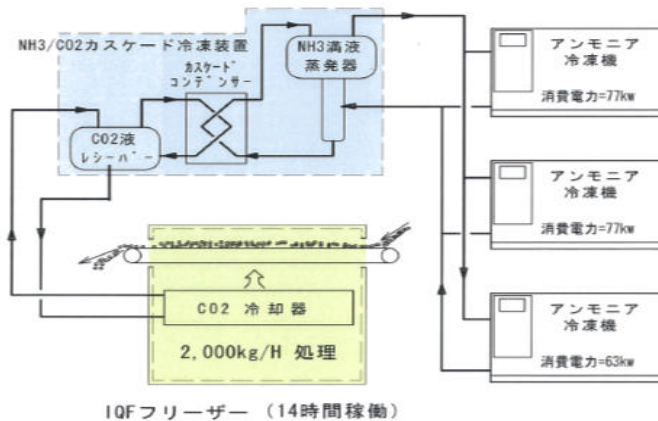 NH3/CO2カスケード冷凍装置
カスケード
コンデンサー
NH3満液
蒸発器
CO2液
レシーバー
アンモニア
冷凍機
消費電力=77kw
アンモニア
冷凍機
消費電力=77kw
アンモニア
冷凍機
消費電力=63kw
CO2 冷却器
2,000kg/H 処理
IQFフリーザー (14時間稼働)